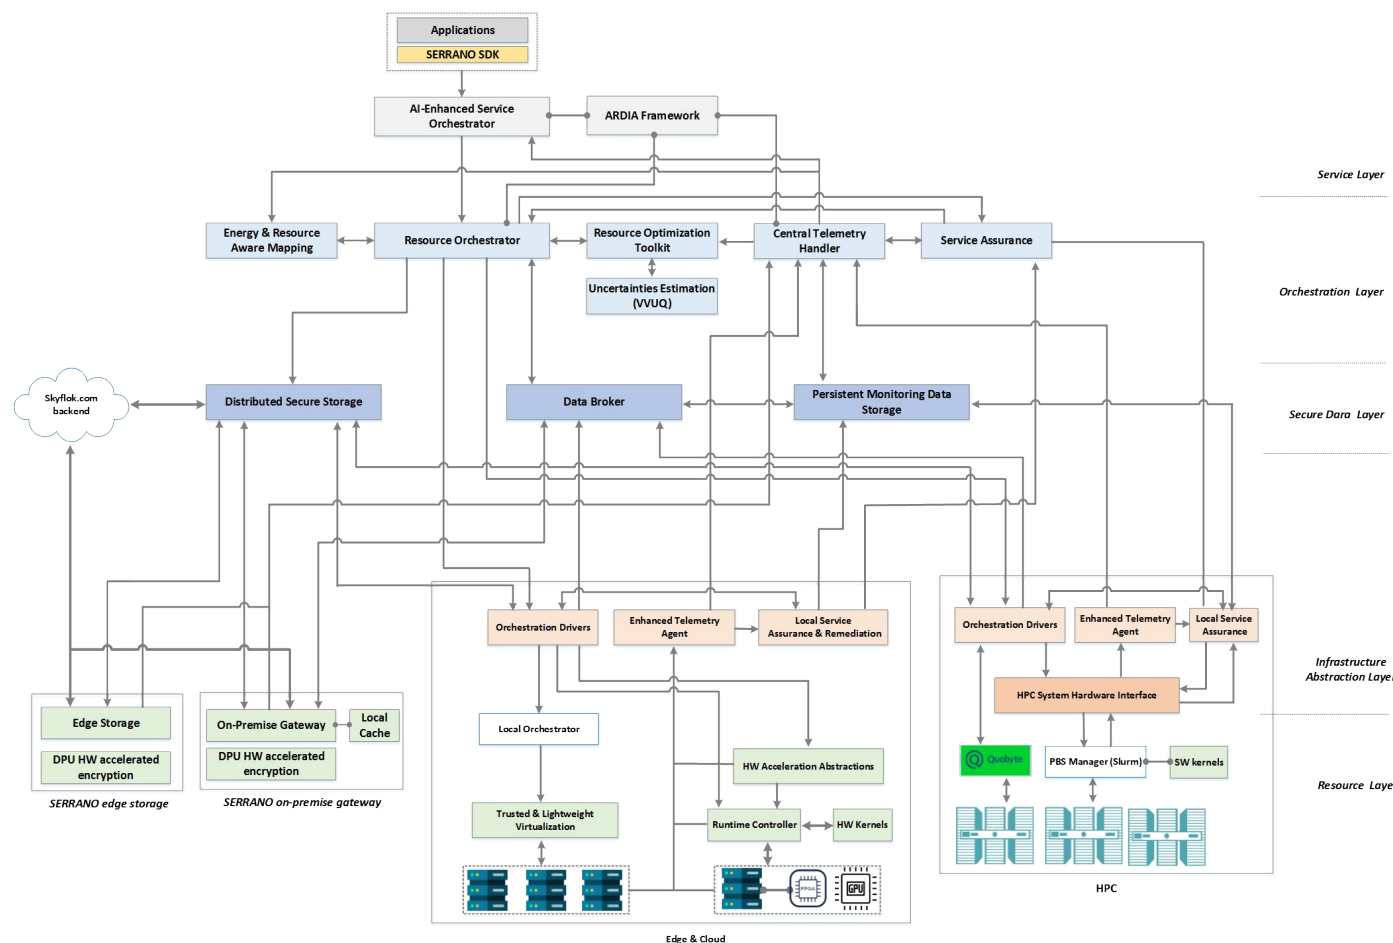 Applications
SERRANO SDK
AI-Enhanced Service
Orchestrator
ARDIA Framework
Service Layer
Energy & Resource
Aware Mapping
Resource Orchestrator
Resource Optimization
Toolkit
Central Telemetry
Handler
Service Assurance
Uncertainties Estimation
(VVUQ)
Orchestration Layer
Skyflok.com
backend
Distributed Secure Storage
Data Broker
Persistent Monitoring Data
Storage
Secure Dara Layer
Orchestration Drivers
Enhanced Telemetry
Agent
Local Service
Assurance & Remediation
Orchestration Drivers
Enhanced Telemetry
Agent
Local Service
Assurance
Infrastructure
Abstraction Layer
HPC System Hardware Interface
Edge Storage
DPU HW accelerated
encryption
SERRANO edge storage
On-Premise Gateway
Local
Cache
DPU HW accelerated
encryption
SERRANO on-premise gateway
Local Orchestrator
HW Acceleration Abstractions
Trusted & Lightweight
Virtualization
Runtime Controller
HW Kernels
FPGA
GPU
Edge & Cloud
Quobyte
PBS Manager (Slurm)
SW kernels
HPC
Resource Laye